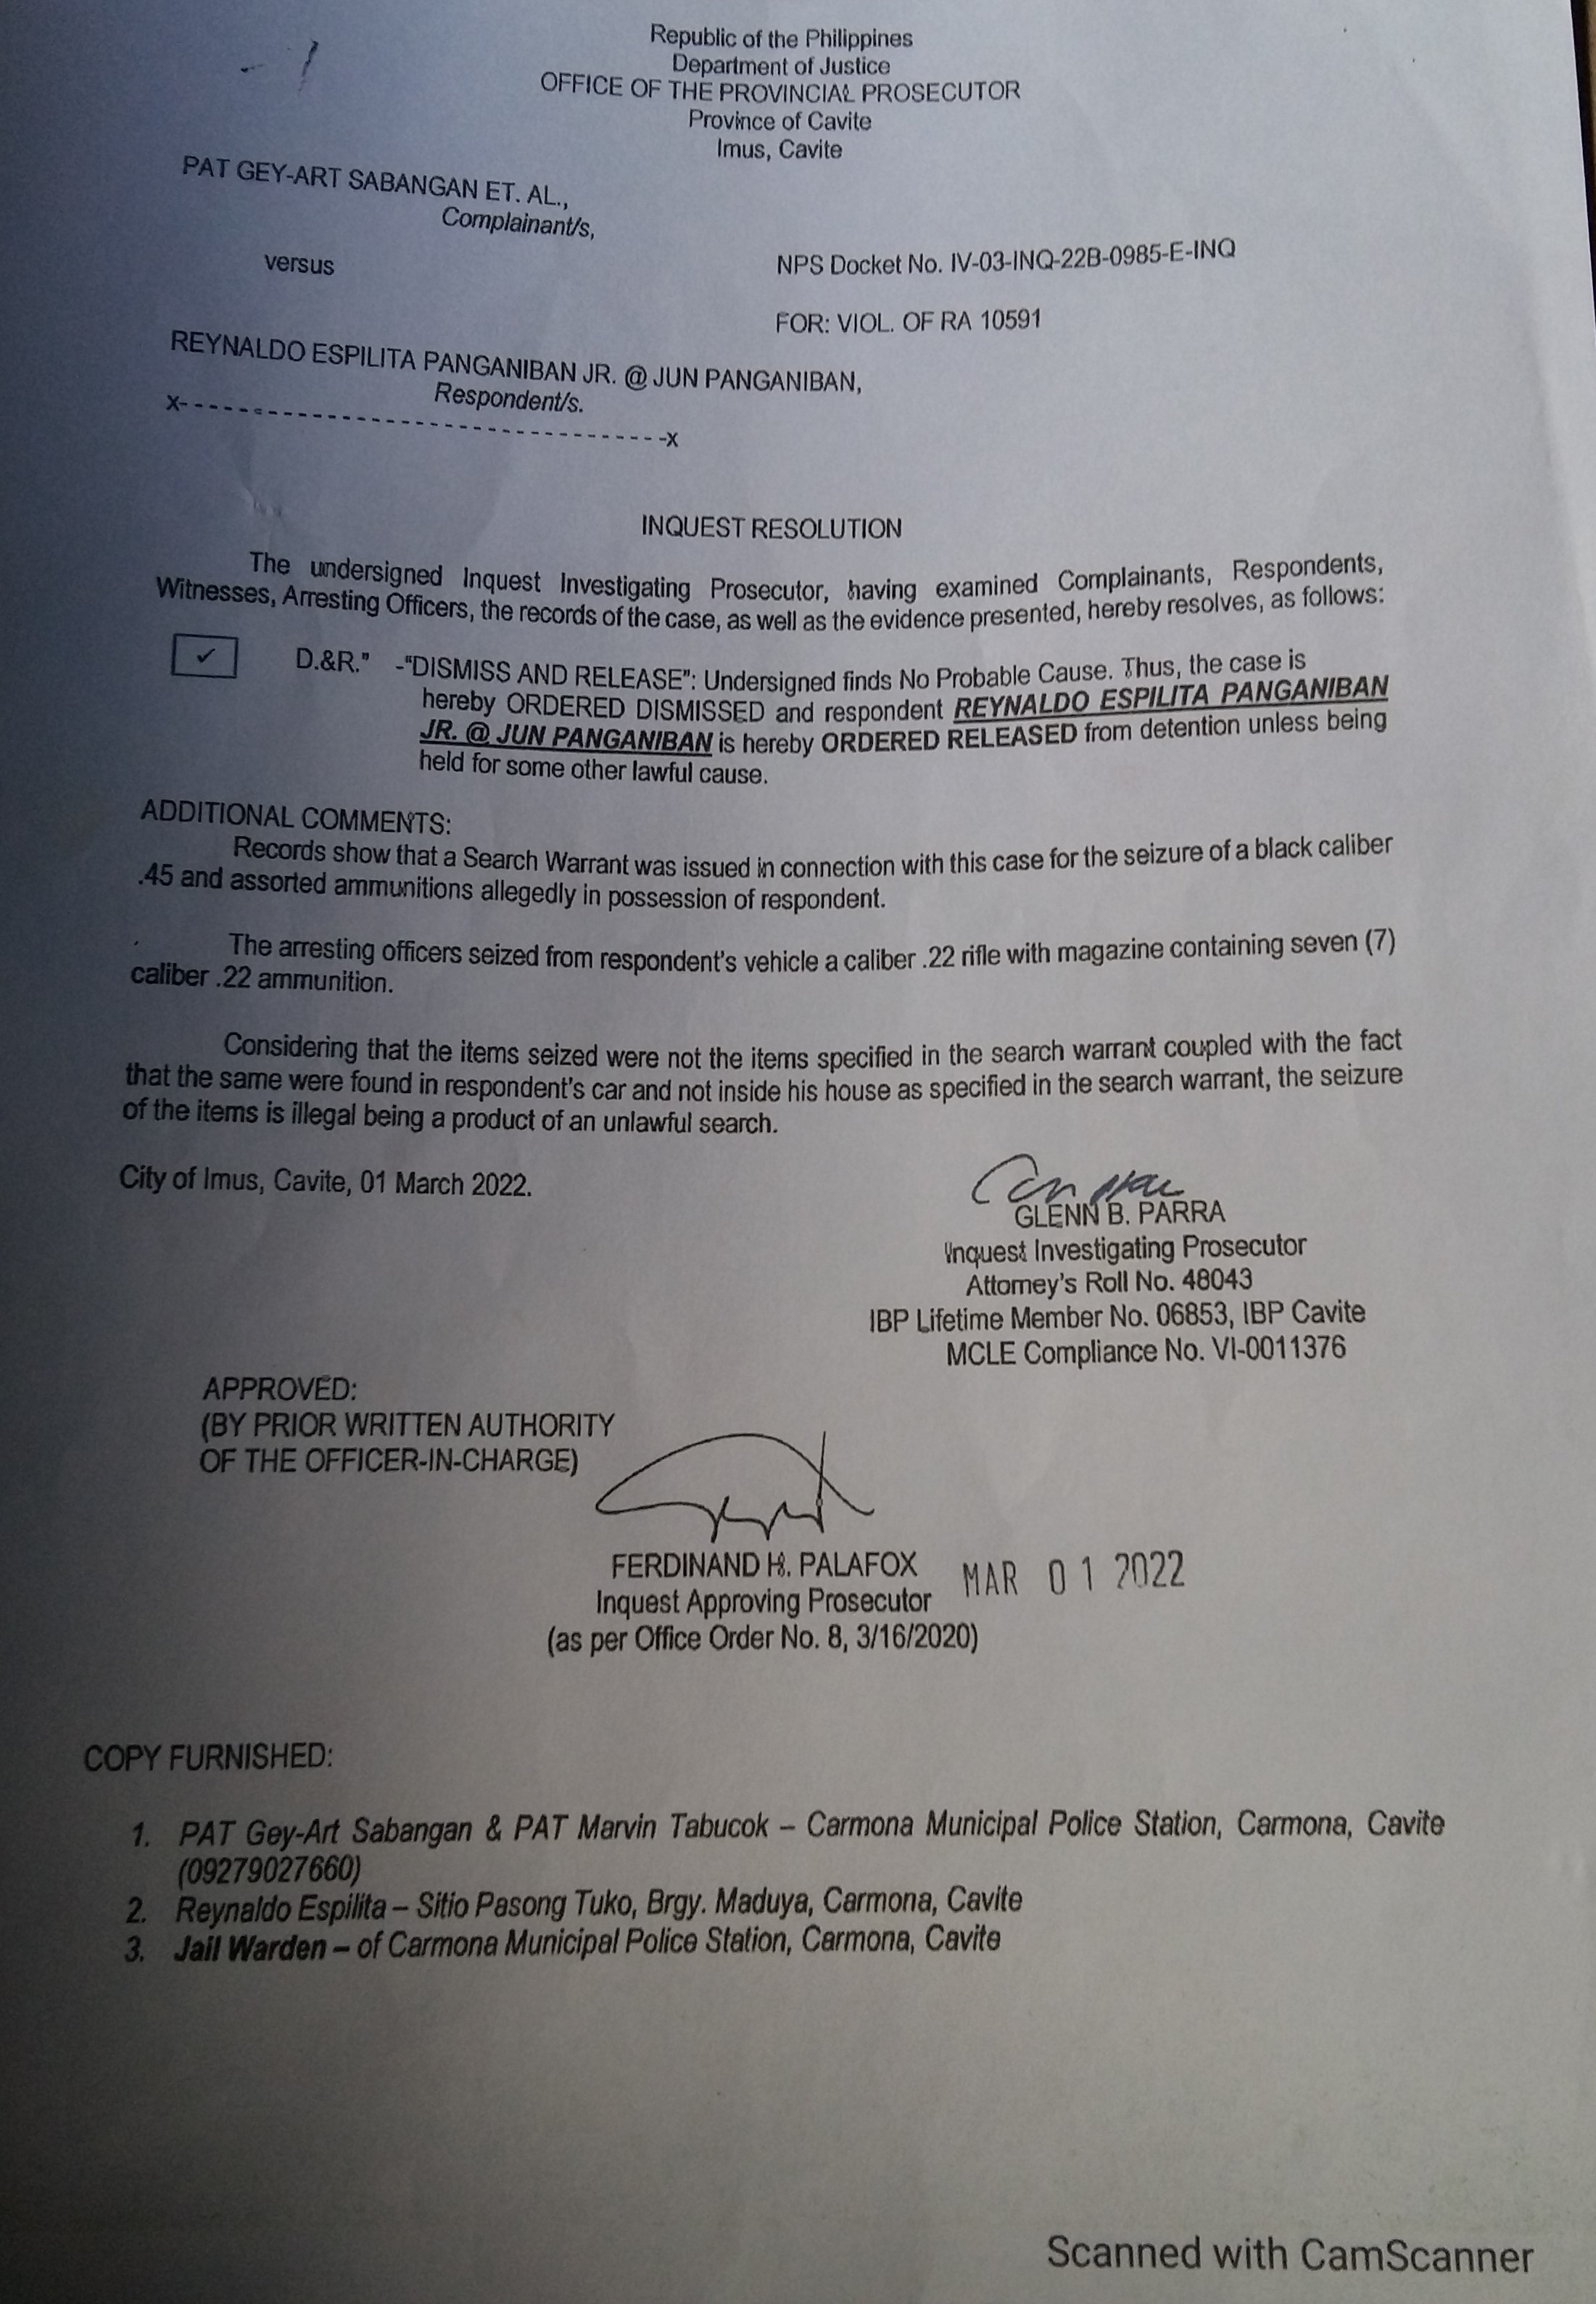 Republic of the Philippines
Department of Justice
OFFICE OF THE PROVINCIAL PROSECUTOR
Province of Cavite
Imus, Cavite
PAT GEY-ART SABANGAN ET. AL.,
Complainant/s,
versus
NPS Docket No. IV-03-INQ-22B-0985-E-INQ
FOR: VIOL. OF RA 10591
REYNALDO ESPILITA PANGANIBAN JR. @ JUN PANGANIBAN,
Respondent/s.
x- - - - - - - - - - - - - - - - - - - - - - - - - - - - - - - - - - -x
INQUEST RESOLUTION
The undersigned Inquest Investigating Prosecutor, having examined Complainants, Respondents,
Witnesses, Arresting Officers, the records of the case, as well as the evidence presented, hereby resolves, as follows:
✓ D.&R." -"DISMISS AND RELEASE": Undersigned finds No Probable Cause. Thus, the case is
hereby ORDERED DISMISSED and respondent REYNALDO ESPILITA PANGANIBAN
JR. @ JUN PANGANIBAN is hereby ORDERED RELEASED from detention unless being
held for some other lawful cause.
ADDITIONAL COMMENTS:
Records show that a Search Warrant was issued in connection with this case for the seizure of a black caliber
.45 and assorted ammunitions allegedly in possession of respondent.
The arresting officers seized from respondent's vehicle a caliber .22 rifle with magazine containing seven (7)
caliber .22 ammunition.
Considering that the items seized were not the items specified in the search warrant coupled with the fact
that the same were found in respondent's car and not inside his house as specified in the search warrant, the seizure
of the items is illegal being a product of an unlawful search.
City of Imus, Cavite, 01 March 2022.
GLENN B. PARRA
Inquest Investigating Prosecutor
Attorney's Roll No. 48043
IBP Lifetime Member No. 06853, IBP Cavite
MCLE Compliance No. VI-0011376
APPROVED:
(BY PRIOR WRITTEN AUTHORITY
OF THE OFFICER-IN-CHARGE)
FERDINAND H. PALAFOX
MAR 01 2022
Inquest Approving Prosecutor
(as per Office Order No. 8, 3/16/2020)
COPY FURNISHED:
1. PAT Gey-Art Sabangan & PAT Marvin Tabucok – Carmona Municipal Police Station, Carmona, Cavite
(09279027660)
2. Reynaldo Espilita – Sitio Pasong Tuko, Brgy. Maduya, Carmona, Cavite
3. Jail Warden – of Carmona Municipal Police Station, Carmona, Cavite
Scanned with CamScanner